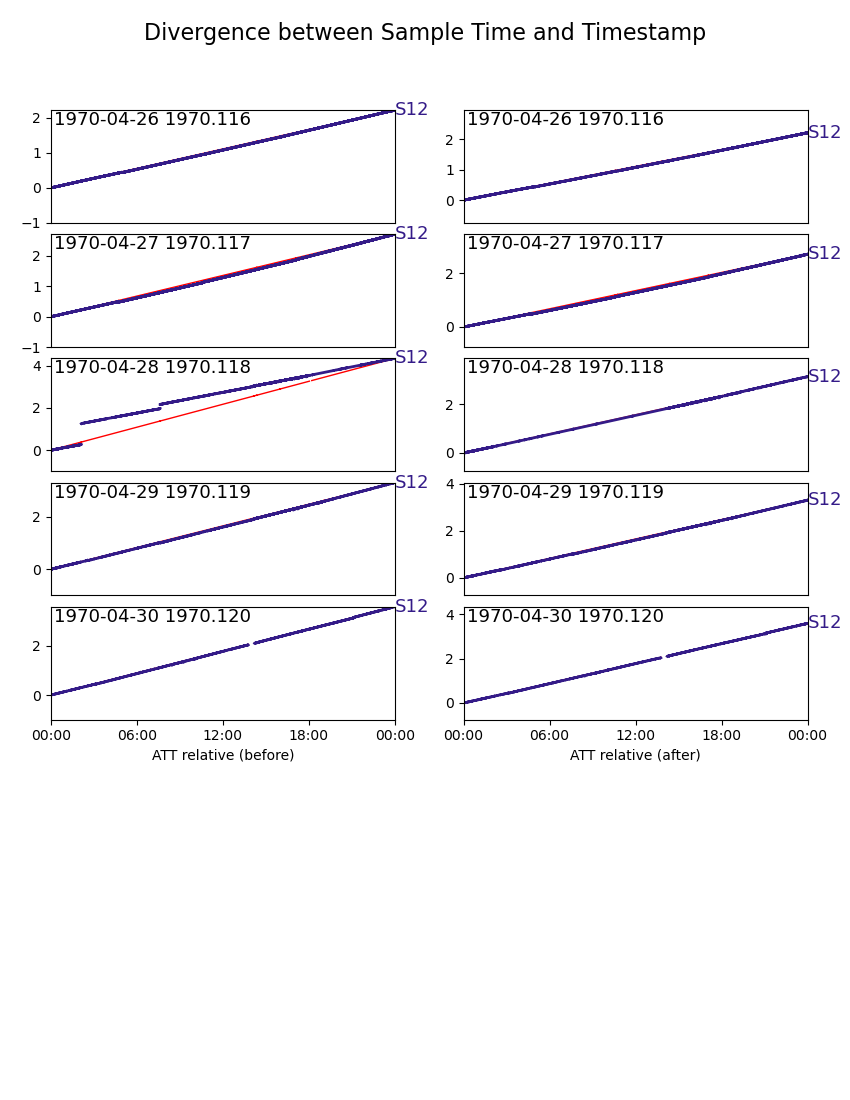 Divergence between Sample Time and Timestamp
1970-04-26 1970.116
S12
2
1
0
−1
1970-04-26 1970.116
S12
2
1
0
1970-04-27 1970.117
S12
2
1
0
−1
1970-04-27 1970.117
S12
2
0
1970-04-28 1970.118
S12
4
2
0
1970-04-28 1970.118
S12
2
0
1970-04-29 1970.119
S12
2
0
1970-04-29 1970.119
S12
4
2
0
1970-04-30 1970.120
S12
2
0
1970-04-30 1970.120
S12
4
2
0
00:00 06:00 12:00 18:00 00:00
ATT relative (before)
00:00 06:00 12:00 18:00 00:00
ATT relative (after)